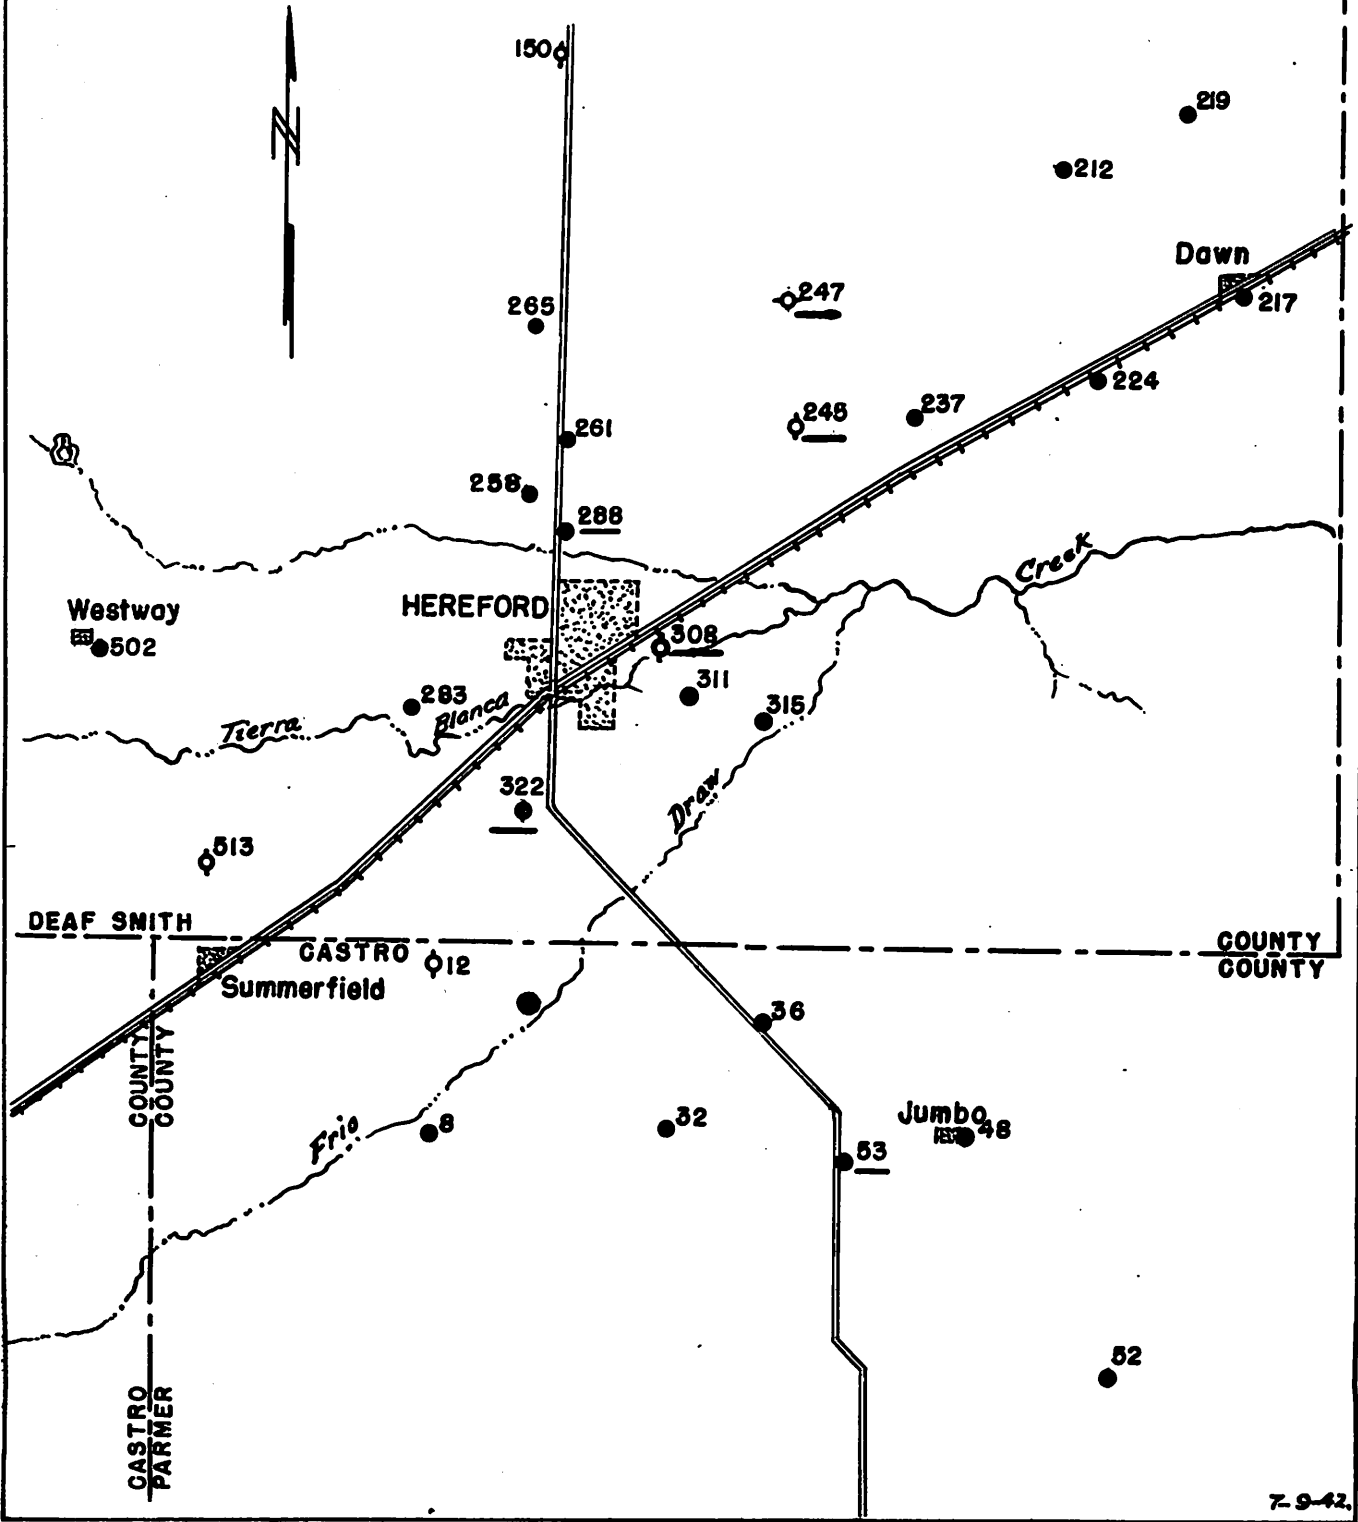 N
150
219
212
Dawn
217
247
265
224
245
237
261
258
288
Creek
HEREFORD
Westway
502
308
311
283
Blanca
Tierra
315
322
Draw
513
DEAF SMITH
COUNTY
CASTRO
COUNTY
12
Summerfield
36
COUNTY
COUNTY
Jumbo
48
Frio
8
32
53
52
CASTRO
PARMER
7-9-42.